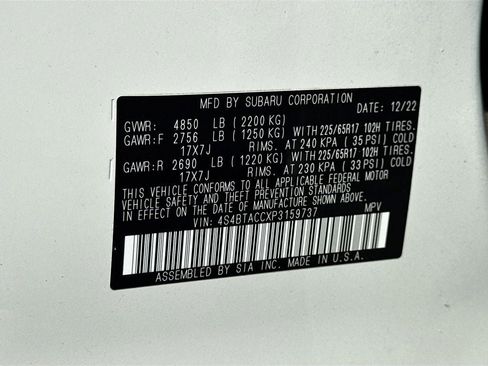 MFD BY SUBARU CORPORATION
DATE: 12/22
GVWR: 4850 LB ( 2200 KG)
GAWR:F 2756 LB ( 1250 KG) WITH 225/65R17 102H TIRES.
17X7J RIMS. AT 240 KPA ( 35 PSI) COLD
GAWR:R 2690 LB ( 1220 KG) WITH 225/65R17 102H TIRES.
17X7J RIMS. AT 230 KPA ( 33 PSI) COLD
THIS VEHICLE CONFORMS TO ALL APPLICABLE FEDERAL MOTOR
VEHICLE SAFETY AND THEFT PREVENTION STANDARDS
IN EFFECT ON THE DATE OF MANUFACTURE SHOWN ABOVE.
VIN: 4S4BTACCXP3159737 MPV
ASSEMBLED BY SIA INC. MADE IN U.S.A.